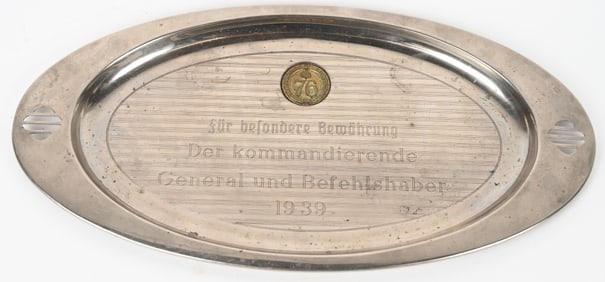 76
für besondere Bewährung
Der kommandierende
General und Befehlshaber
1939